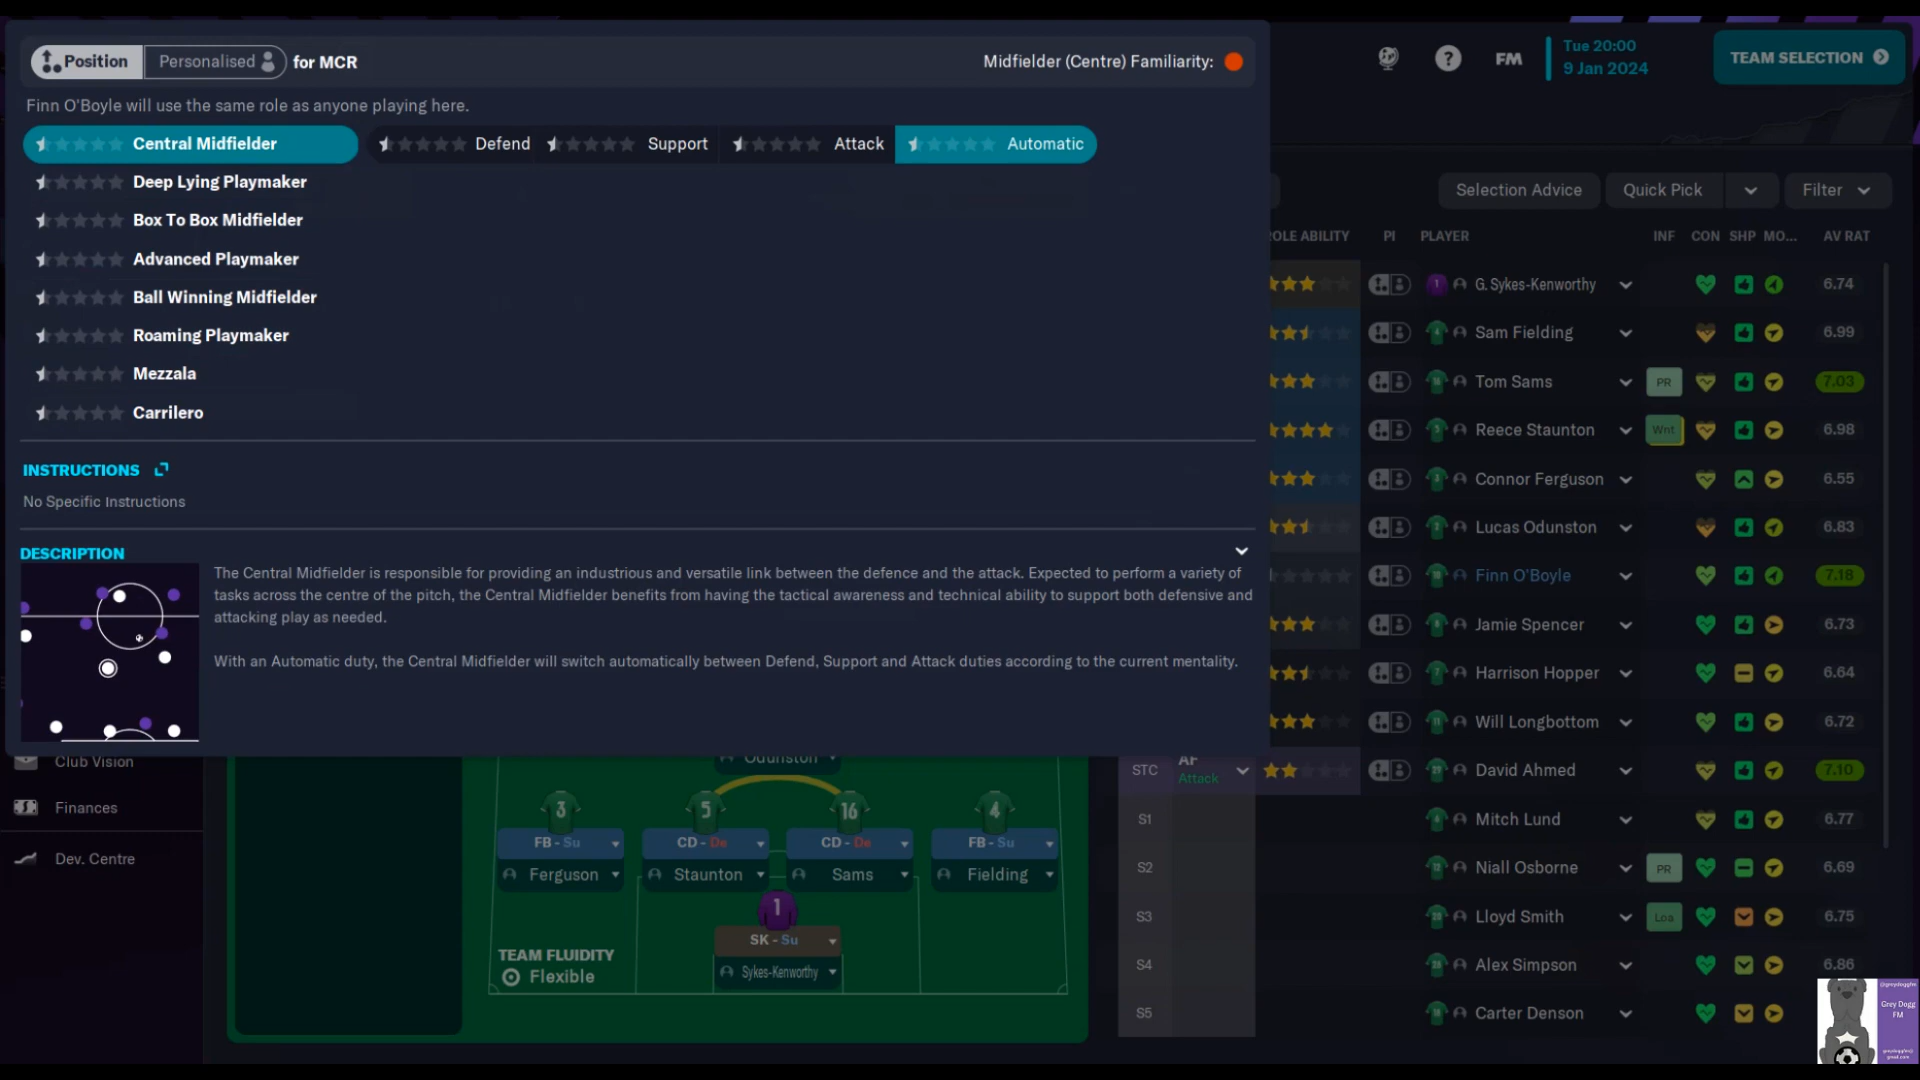 Position
Personalised
for MCR
Midfielder (Centre) Familiarity:
FM
Tue 20:00
9 Jan 2024
TEAM SELECTION
Finn O'Boyle will use the same role as anyone playing here.
Central Midfielder
Defend
Support
Attack
Automatic
Deep Lying Playmaker
Box To Box Midfielder
Advanced Playmaker
Ball Winning Midfielder
Roaming Playmaker
Mezzala
Carrilero
INSTRUCTIONS
No Specific Instructions
DESCRIPTION
The Central Midfielder is responsible for providing an industrious and versatile link between the defence and the attack. Expected to perform a variety of
tasks across the centre of the pitch, the Central Midfielder benefits from having the tactical awareness and technical ability to support both defensive and
attacking play as needed.
With an Automatic duty, the Central Midfielder will switch automatically between Defend, Support and Attack duties according to the current mentality.
Selection Advice
Quick Pick
Filter
OLE ABILITY PI PLAYER INF CON SHP MO... AV RAT
1 G. Sykes-Kenworthy 6.74
Sam Fielding 6.99
Tom Sams PR 7.03
Reece Staunton Wnt 6.98
Connor Ferguson 6.55
Lucas Odunston 6.83
Finn O'Boyle 7.18
Jamie Spencer 6.73
Harrison Hopper 6.64
Will Longbottom 6.72
STC AF Attack David Ahmed 7.10
S1 Mitch Lund 6.77
S2 Niall Osborne PR 6.69
S3 Lloyd Smith Loa 6.75
S4 Alex Simpson 6.86
S5 Carter Denson
Club Vision
Finances
Dev. Centre
Odunston
3 5 16 4
FB - Su CD - De CD - De FB - Su
Ferguson Staunton Sams Fielding
1
SK - Su
Sykes-Kenworthy
TEAM FLUIDITY
Flexible
@greydoggfm
Grey Dogg
FM
greydoggfm@
gmail.com